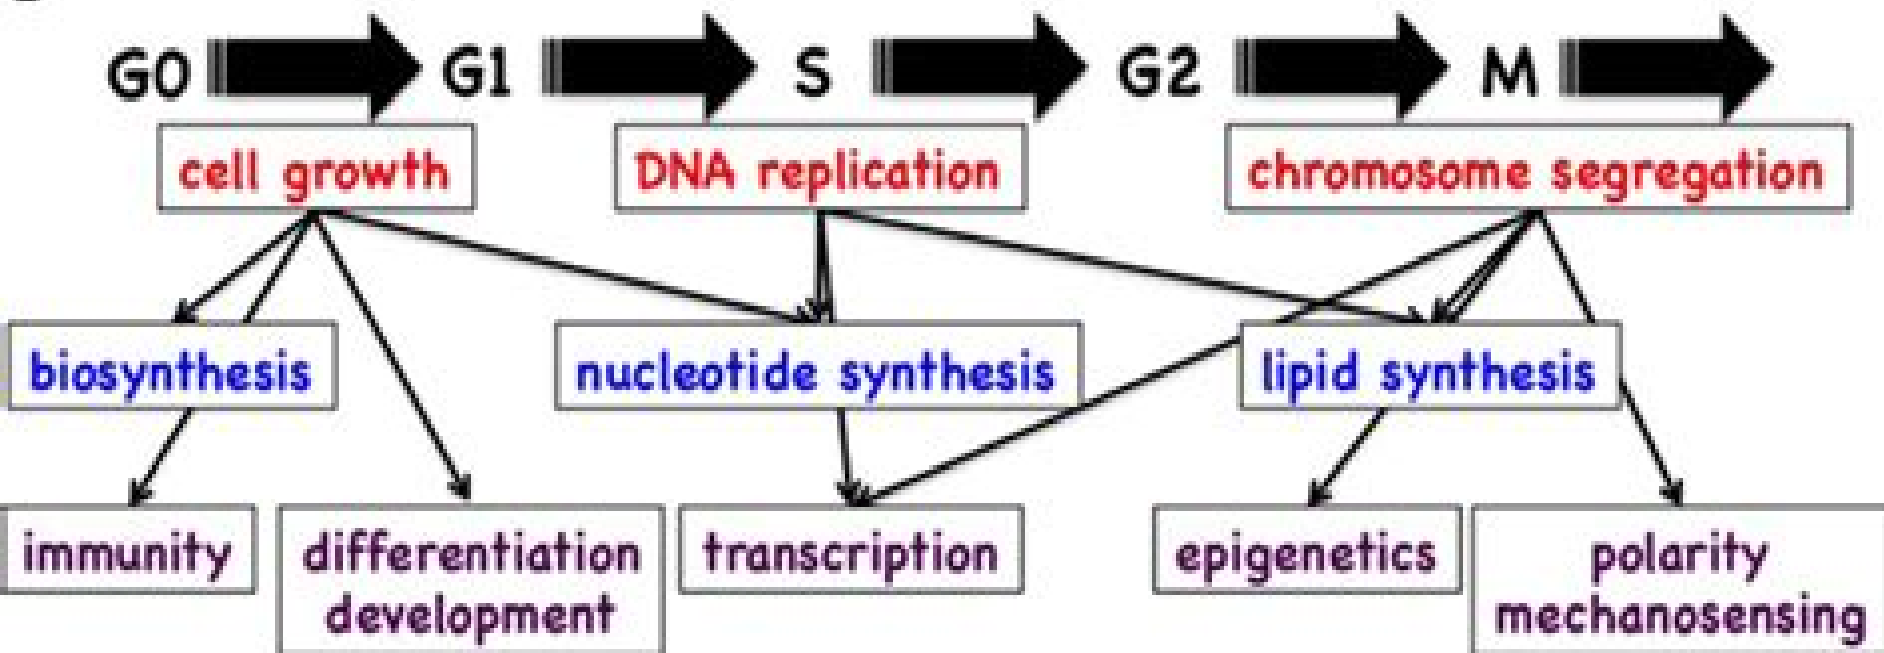 G0 G1 S G2 M
cell growth DNA replication chromosome segregation
biosynthesis nucleotide synthesis lipid synthesis
immunity differentiation transcription epigenetics polarity
development mechanosensing